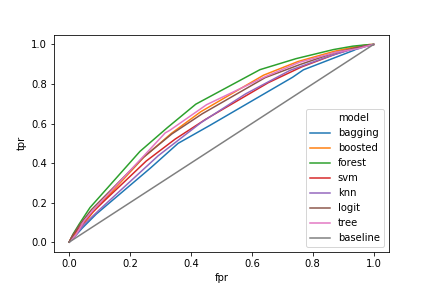 1.0
0.8
0.6
0.4
0.2
0.0
tpr
0.0 0.2 0.4 0.6 0.8 1.0
fpr
model
bagging
boosted
forest
svm
knn
logit
tree
baseline